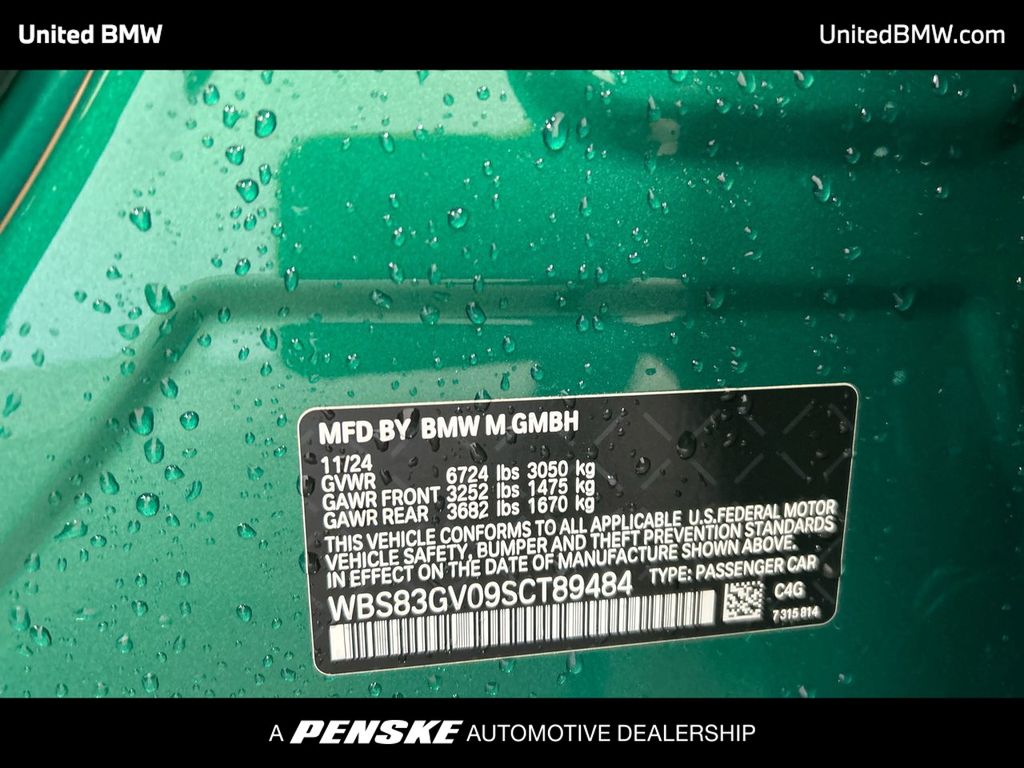 United BMW
UnitedBMW.com
MFD BY BMW M GMBH
11/24
GVWR 6724 lbs 3050 kg
GAWR FRONT 3252 lbs 1475 kg
GAWR REAR 3682 lbs 1670 kg
THIS VEHICLE CONFORMS TO ALL APPLICABLE U.S.FEDERAL MOTOR
VEHICLE SAFETY, BUMPER AND THEFT PREVENTION STANDARDS
IN EFFECT ON THE DATE OF MANUFACTURE SHOWN ABOVE.
WBS83GV09SCT89484 TYPE: PASSENGER CAR
C4G
7315814
A PENSKE AUTOMOTIVE DEALERSHIP